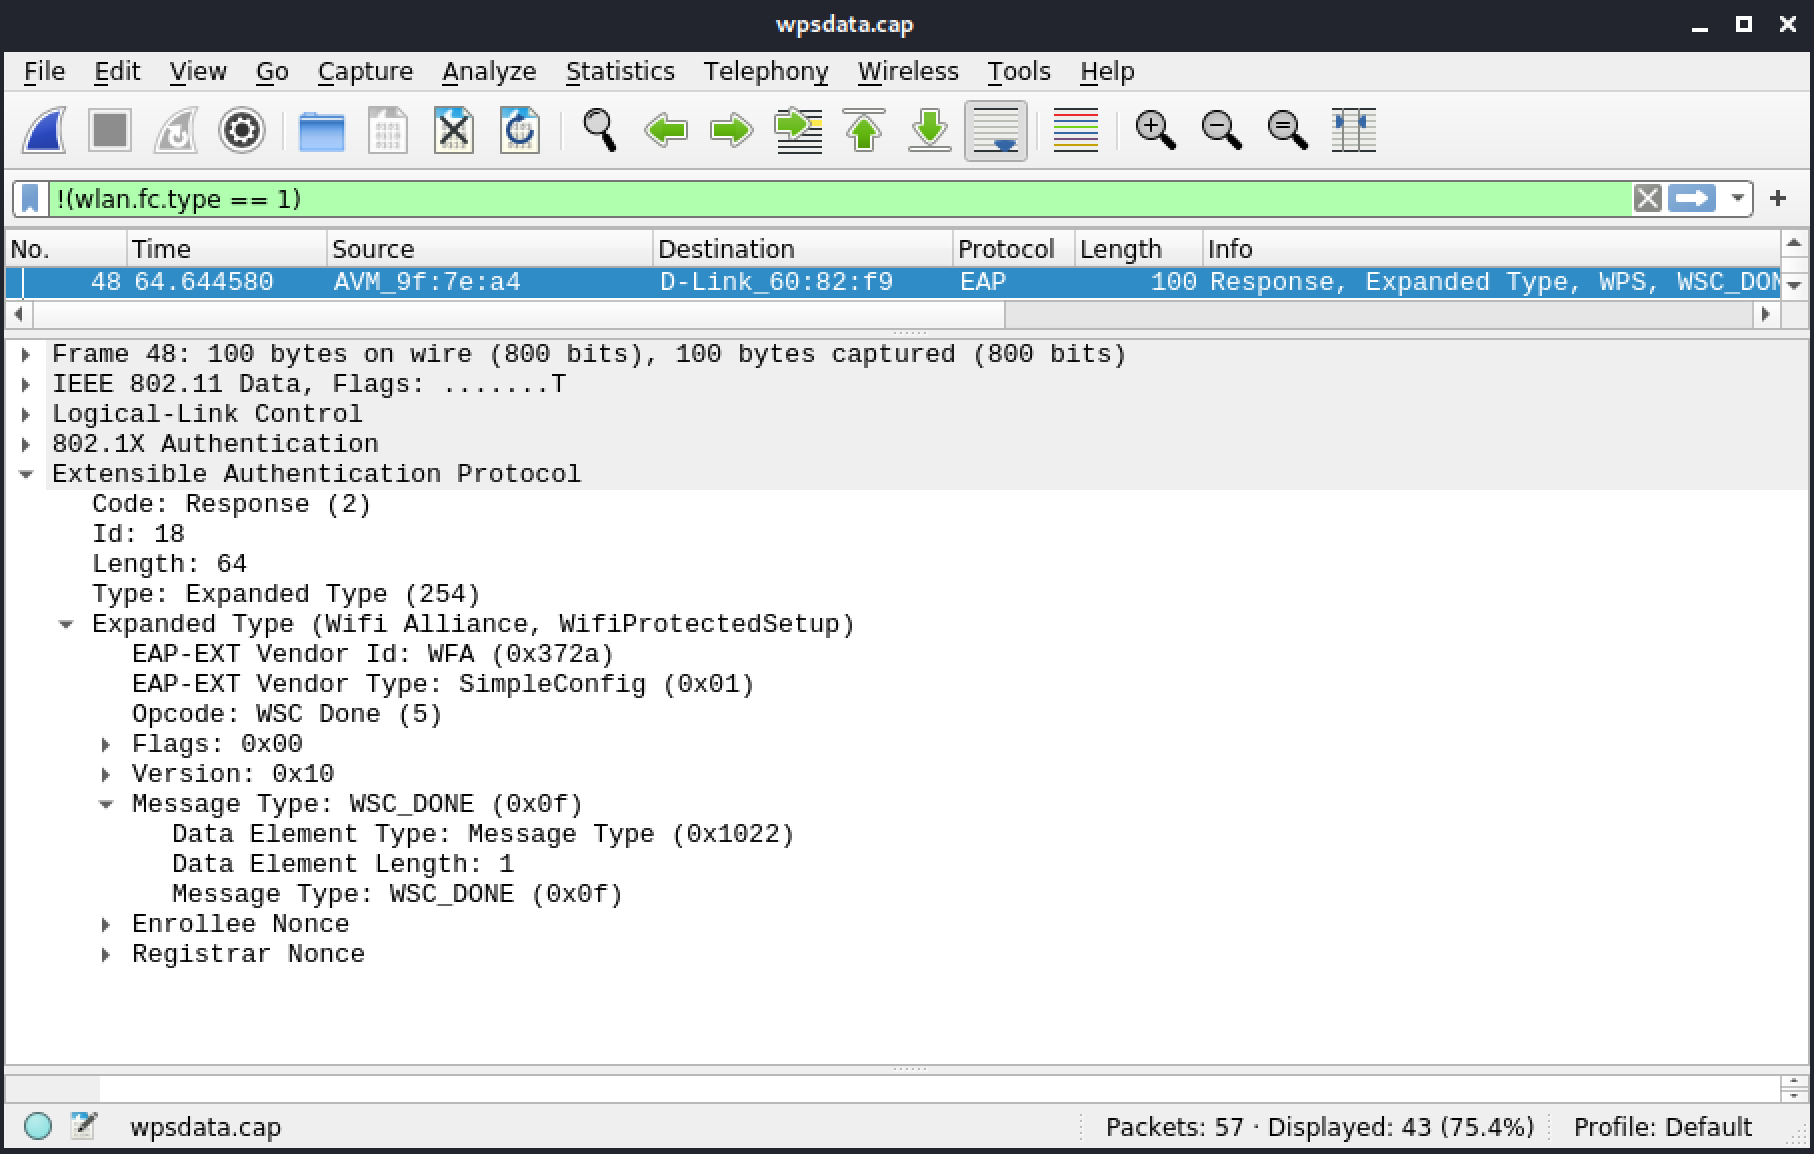 wpsdata.cap
File Edit View Go Capture Analyze Statistics Telephony Wireless Tools Help
!(wlan.fc.type == 1)
No. Time Source Destination Protocol Length Info
48 64.644580 AVM_9f:7e:a4 D-Link_60:82:f9 EAP 100 Response, Expanded Type, WPS, WSC_DON
Frame 48: 100 bytes on wire (800 bits), 100 bytes captured (800 bits)
IEEE 802.11 Data, Flags: .......T
Logical-Link Control
802.1X Authentication
Extensible Authentication Protocol
Code: Response (2)
Id: 18
Length: 64
Type: Expanded Type (254)
Expanded Type (Wifi Alliance, WifiProtectedSetup)
EAP-EXT Vendor Id: WFA (0x372a)
EAP-EXT Vendor Type: SimpleConfig (0x01)
Opcode: WSC Done (5)
Flags: 0x00
Version: 0x10
Message Type: WSC_DONE (0x0f)
Data Element Type: Message Type (0x1022)
Data Element Length: 1
Message Type: WSC_DONE (0x0f)
Enrollee Nonce
Registrar Nonce
wpsdata.cap Packets: 57 · Displayed: 43 (75.4%) Profile: Default